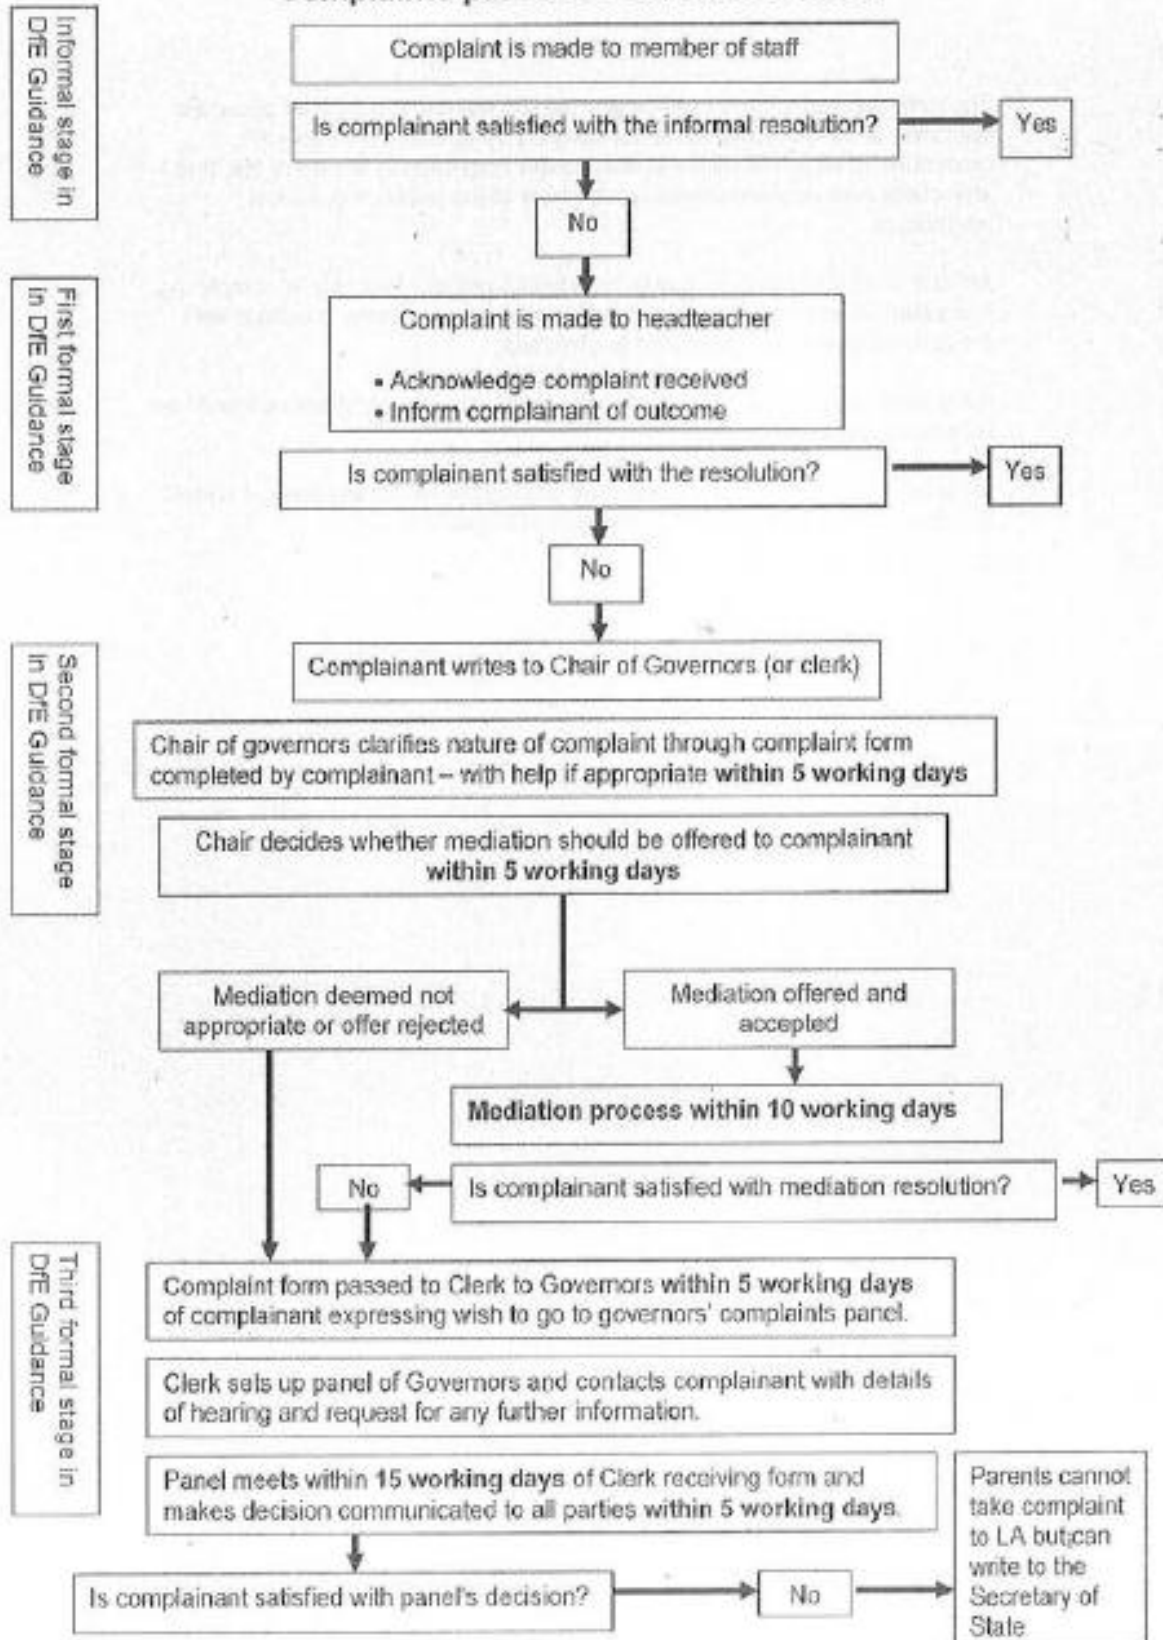 Informal stage in
DfE Guidance
Complaint is made to member of staff
Is complainant satisfied with the informal resolution?
Yes
No
First formal stage
in DfE Guidance
Complaint is made to headteacher
• Acknowledge complaint received
• Inform complainant of outcome
Is complainant satisfied with the resolution?
Yes
No
Second formal stage
in DfE Guidance
Complainant writes to Chair of Governors (or clerk)
Chair of governors clarifies nature of complaint through complaint form
completed by complainant – with help if appropriate within 5 working days
Chair decides whether mediation should be offered to complainant
within 5 working days
Mediation deemed not
appropriate or offer rejected
Mediation offered and
accepted
Mediation process within 10 working days
No
Is complainant satisfied with mediation resolution?
Yes
Third formal stage in
DfE Guidance
Complaint form passed to Clerk to Governors within 5 working days
of complainant expressing wish to go to governors' complaints panel.
Clerk sets up panel of Governors and contacts complainant with details
of hearing and request for any further information.
Panel meets within 15 working days of Clerk receiving form and
makes decision communicated to all parties within 5 working days.
Is complainant satisfied with panel's decision?
No
Parents cannot
take complaint
to LA but can
write to the
Secretary of
State